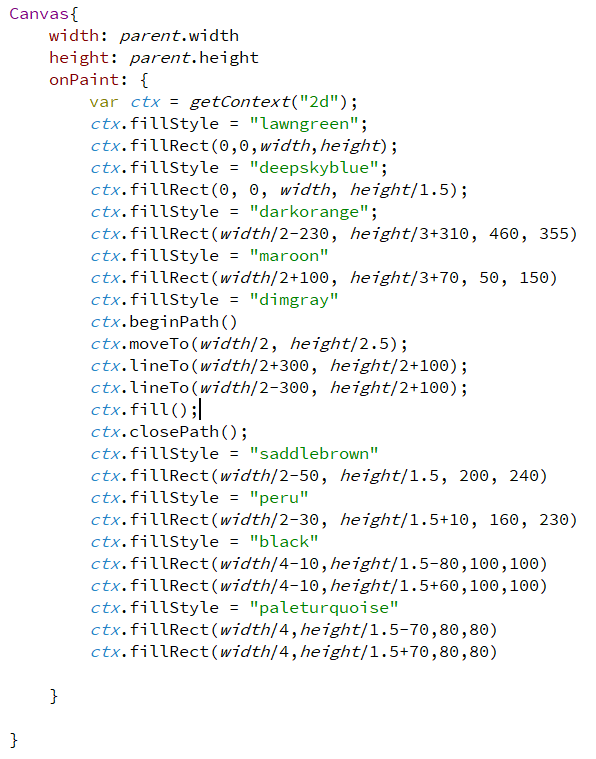 Canvas{
    width: parent.width
    height: parent.height
    onPaint: {
        var ctx = getContext("2d");
        ctx.fillStyle = "lawngreen";
        ctx.fillRect(0,0,width,height);
        ctx.fillStyle = "deepskyblue";
        ctx.fillRect(0, 0, width, height/1.5);
        ctx.fillStyle = "darkorange";
        ctx.fillRect(width/2-230, height/3+310, 460, 355)
        ctx.fillStyle = "maroon"
        ctx.fillRect(width/2+100, height/3+70, 50, 150)
        ctx.fillStyle = "dimgray"
        ctx.beginPath()
        ctx.moveTo(width/2, height/2.5);
        ctx.lineTo(width/2+300, height/2+100);
        ctx.lineTo(width/2-300, height/2+100);
        ctx.fill();
        ctx.closePath();
        ctx.fillStyle = "saddlebrown"
        ctx.fillRect(width/2-50, height/1.5, 200, 240)
        ctx.fillStyle = "peru"
        ctx.fillRect(width/2-30, height/1.5+10, 160, 230)
        ctx.fillStyle = "black"
        ctx.fillRect(width/4-10,height/1.5-80,100,100)
        ctx.fillRect(width/4-10,height/1.5+60,100,100)
        ctx.fillStyle = "paleturquoise"
        ctx.fillRect(width/4,height/1.5-70,80,80)
        ctx.fillRect(width/4,height/1.5+70,80,80)
    }
}